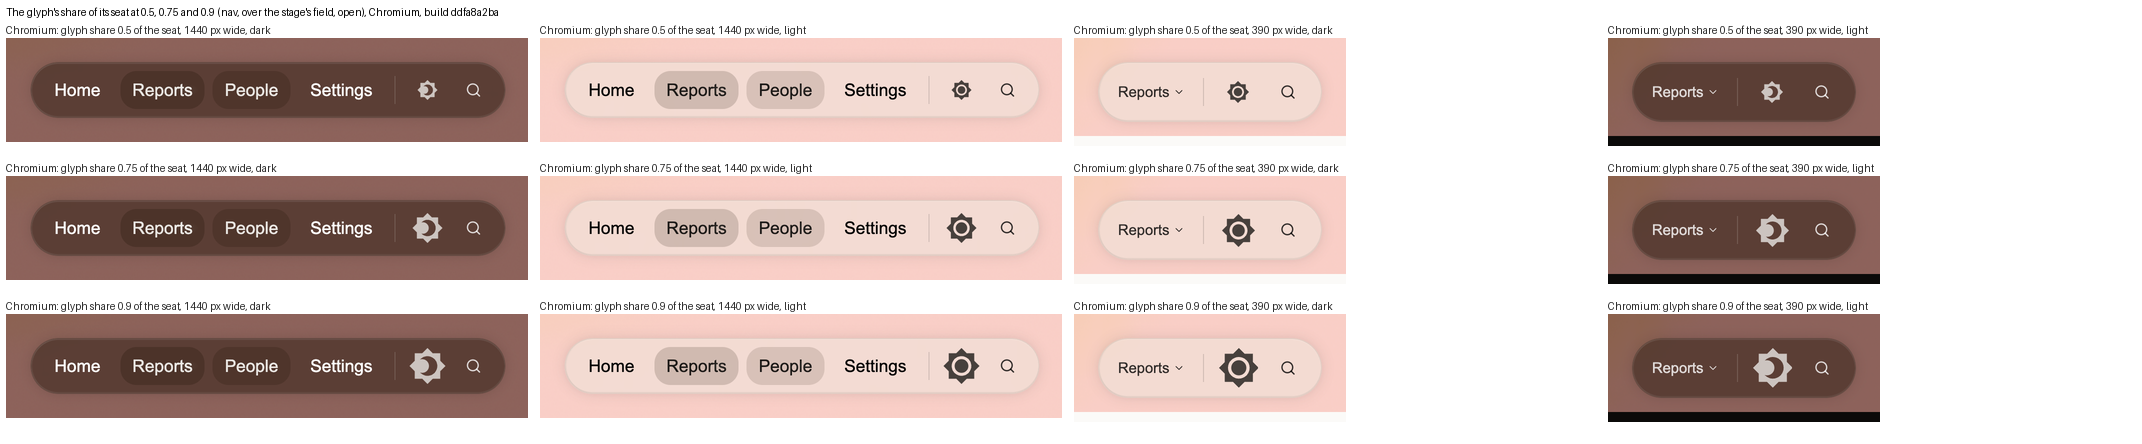 The glyph's share of its seat at 0.5, 0.75 and 0.9 (nav, over the stage's field, open), Chromium, build ddfa8a2ba
Chromium: glyph share 0.5 of the seat, 1440 px wide, dark
Chromium: glyph share 0.5 of the seat, 1440 px wide, light
Chromium: glyph share 0.5 of the seat, 390 px wide, dark
Chromium: glyph share 0.5 of the seat, 390 px wide, light
Home Reports People Settings
Home Reports People Settings
Reports
Reports
Chromium: glyph share 0.75 of the seat, 1440 px wide, dark
Chromium: glyph share 0.75 of the seat, 1440 px wide, light
Chromium: glyph share 0.75 of the seat, 390 px wide, dark
Chromium: glyph share 0.75 of the seat, 390 px wide, light
Home Reports People Settings
Home Reports People Settings
Reports
Reports
Chromium: glyph share 0.9 of the seat, 1440 px wide, dark
Chromium: glyph share 0.9 of the seat, 1440 px wide, light
Chromium: glyph share 0.9 of the seat, 390 px wide, dark
Chromium: glyph share 0.9 of the seat, 390 px wide, light
Home Reports People Settings
Home Reports People Settings
Reports
Reports